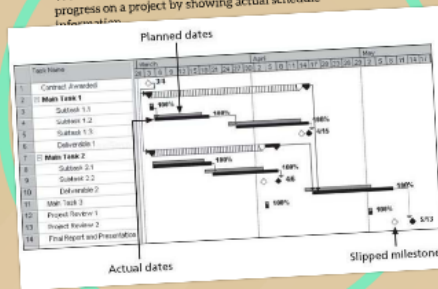 progress on a project by showing actual schedule
information
Planned dates
Task Name March April May
1 Contract Awarded 3/4
2 Main Task 1
3 Subtask 1.1 100%
4 Subtask 1.2 100%
5 Subtask 1.3 100%
6 Deliverable 1 4/15
7 Main Task 2
8 Subtask 2.1 100%
9 Subtask 2.2 100%
10 Deliverable 2 4/6
11 Main Task 3 100%
12 Project Review 1 100%
13 Project Review 2 100%
14 Final Report and Presentation 5/13
Actual dates
Slipped milestone